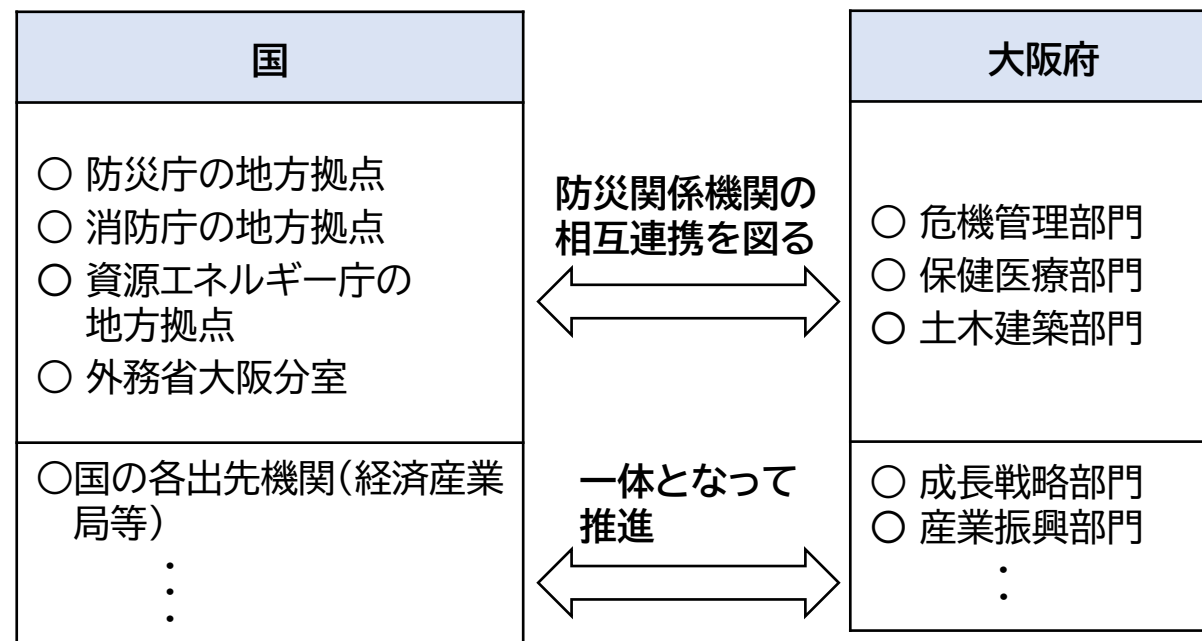 国
○ 防災庁の地方拠点
○ 消防庁の地方拠点
○ 資源エネルギー庁の
地方拠点
○ 外務省大阪分室
○国の各出先機関(経済産業
局等)
・
・
・
防災関係機関の
相互連携を図る
一体となって
推進
大阪府
○ 危機管理部門
○ 保健医療部門
○ 土木建築部門
○ 成長戦略部門
○ 産業振興部門
・
・